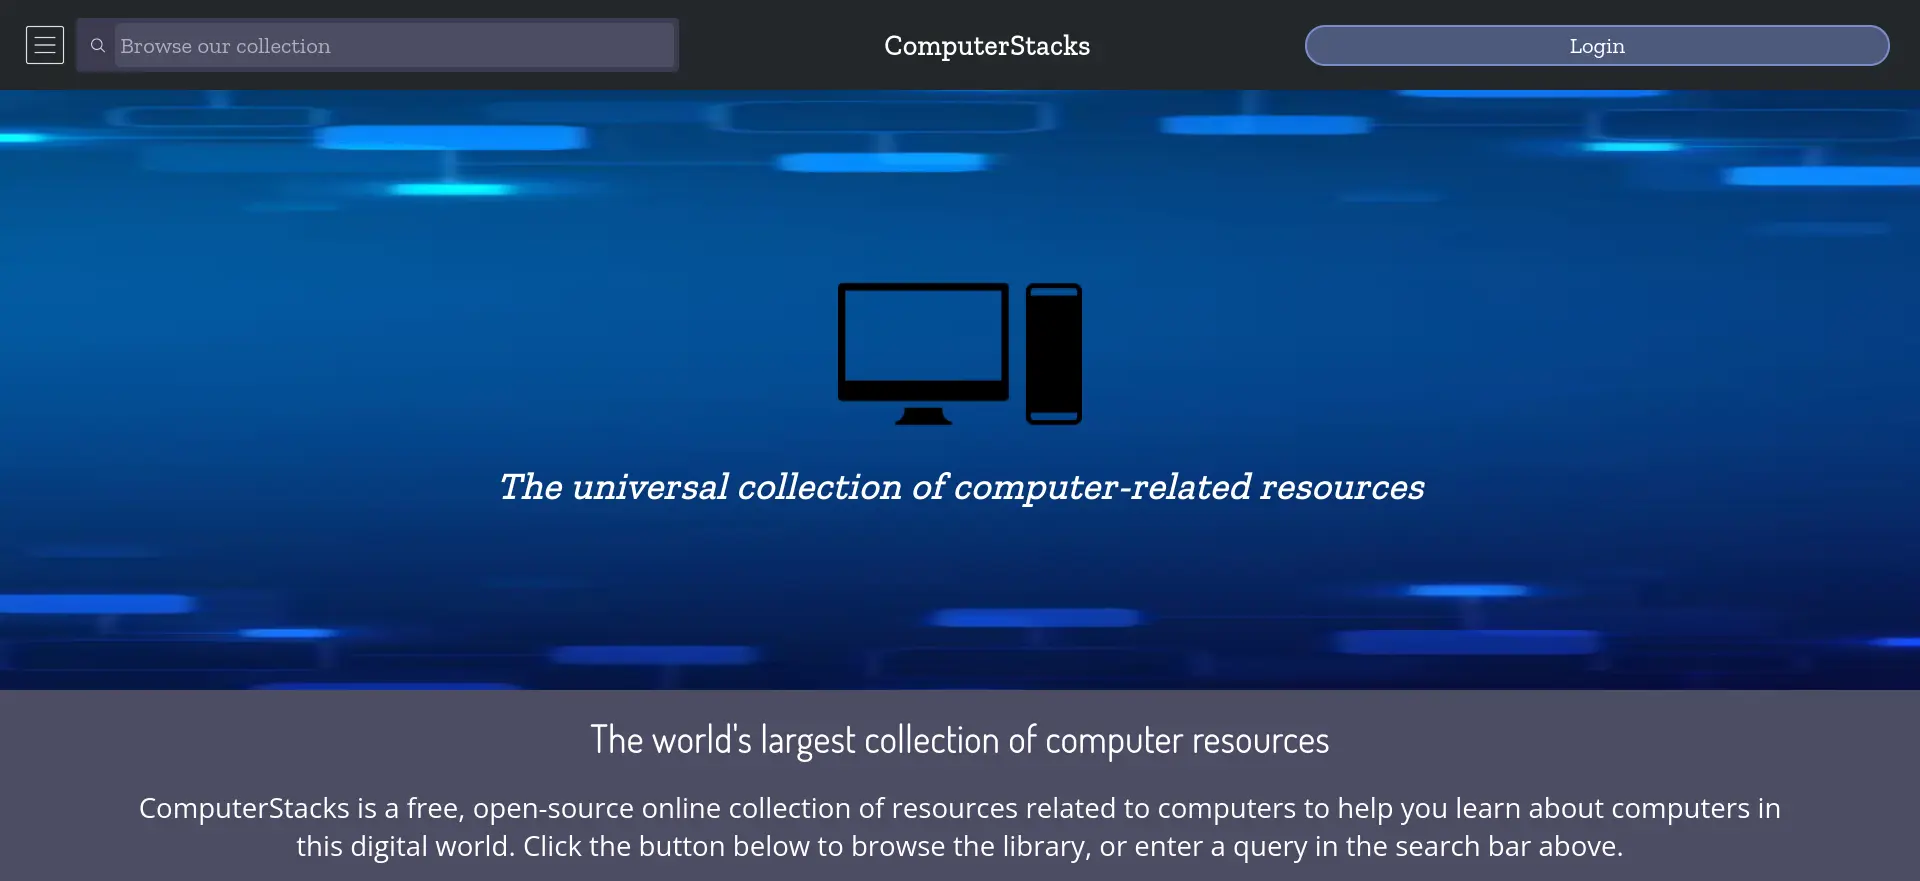 Browse our collection
ComputerStacks
Login
The universal collection of computer-related resources
The world's largest collection of computer resources
ComputerStacks is a free, open-source online collection of resources related to computers to help you learn about computers in
this digital world. Click the button below to browse the library, or enter a query in the search bar above.